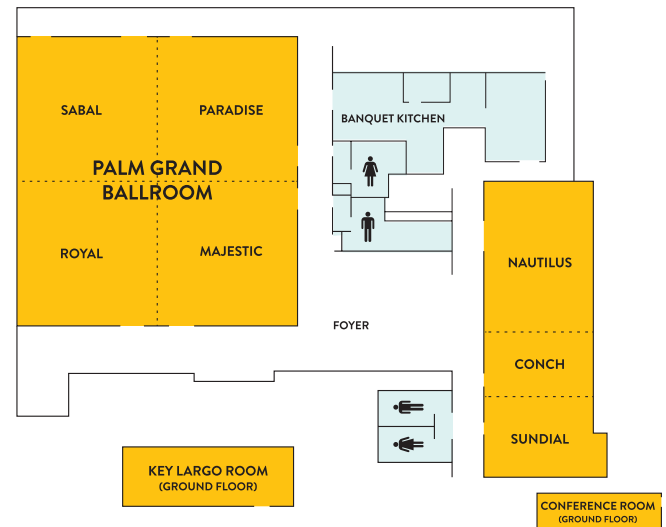 SABAL
PARADISE
PALM GRAND
BALLROOM
ROYAL
MAJESTIC
BANQUET KITCHEN
FOYER
NAUTILUS
CONCH
SUNDIAL
KEY LARGO ROOM
(GROUND FLOOR)
CONFERENCE ROOM
(GROUND FLOOR)